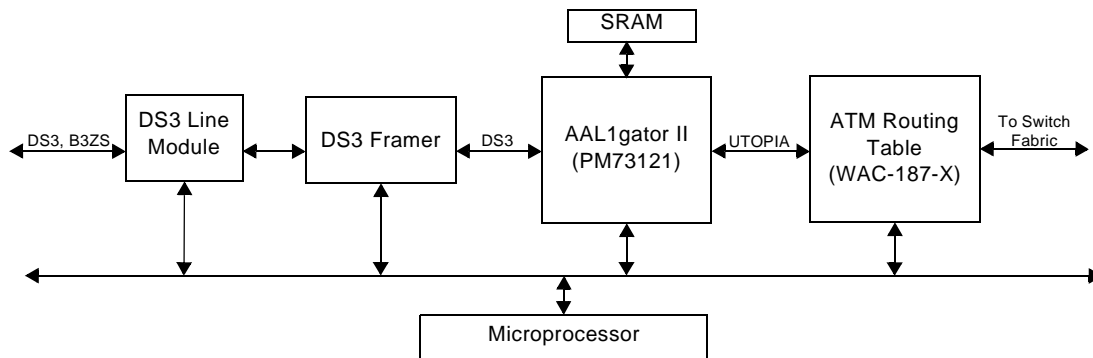 SRAM
DS3, B3ZS
DS3 Line
Module
DS3 Framer
DS3
AAL1gator II
(PM73121)
UTOPIA
ATM Routing
Table
(WAC-187-X)
To Switch
Fabric
Microprocessor